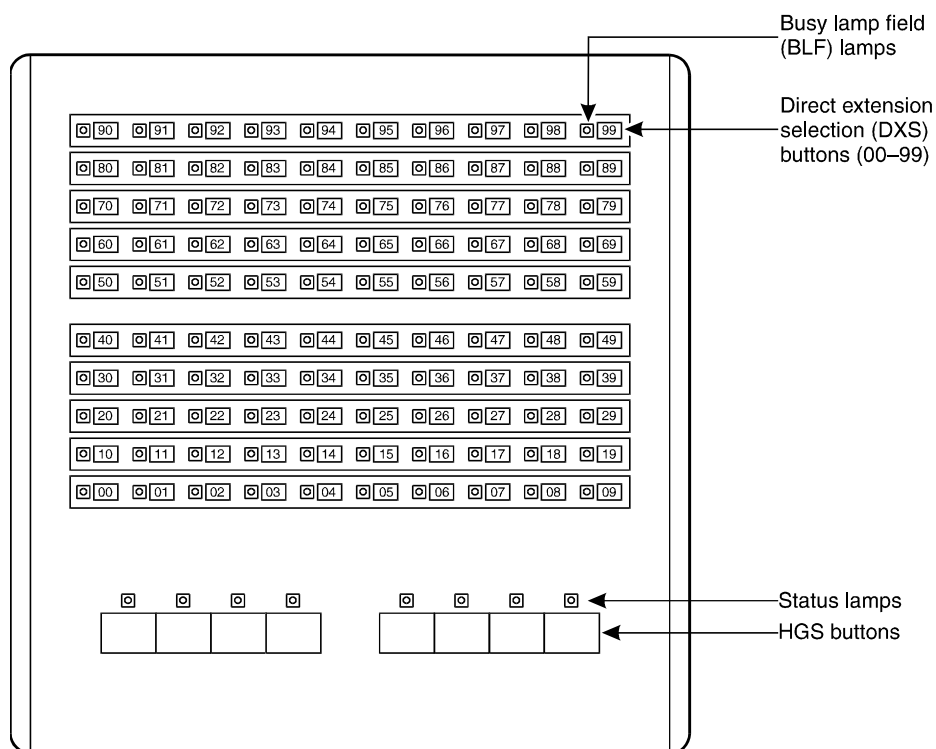 Busy lamp field
(BLF) lamps
Direct extension
selection (DXS)
buttons (00–99)
90 91 92 93 94 95 96 97 98 99
80 81 82 83 84 85 86 87 88 89
70 71 72 73 74 75 76 77 78 79
60 61 62 63 64 65 66 67 68 69
50 51 52 53 54 55 56 57 58 59
40 41 42 43 44 45 46 47 48 49
30 31 32 33 34 35 36 37 38 39
20 21 22 23 24 25 26 27 28 29
10 11 12 13 14 15 16 17 18 19
00 01 02 03 04 05 06 07 08 09
Status lamps
HGS buttons